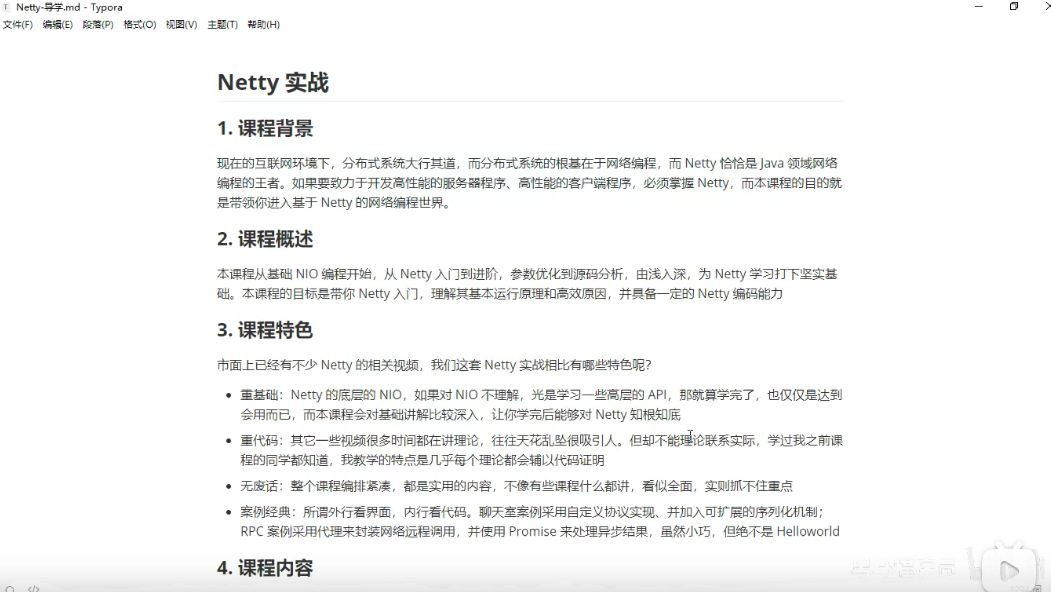 Netty-导学.md - Typora
文件(F) 编辑(E) 段落(P) 格式(O) 视图(V) 主题(T) 帮助(H)
Netty 实战
1. 课程背景
现在的互联网环境下，分布式系统大行其道，而分布式系统的根基在于网络编程，而 Netty 恰恰是 Java 领域网络
编程的王者。如果要致力于开发高性能的服务器程序、高性能的客户端程序，必须掌握 Netty，而本课程的目的就
是带领你进入基于 Netty 的网络编程世界。
2. 课程概述
本课程从基础 NIO 编程开始，从 Netty 入门到进阶，参数优化到源码分析，由浅入深，为 Netty 学习打下坚实基
础。本课程的目标是带你 Netty 入门，理解其基本运行原理和高效原因，并具备一定的 Netty 编码能力
3. 课程特色
市面上已经有不少 Netty 的相关视频，我们这套 Netty 实战相比有哪些特色呢？
• 重基础：Netty 的底层的 NIO，如果对 NIO 不理解，光是学习一些高层的 API，那就算学完了，也仅仅是达到
会用而已，而本课程会对基础讲解比较深入，让你学完后能够对 Netty 知根知底
• 重代码：其它一些视频很多时间都在讲理论，往往天花乱坠很吸引人。但却不能理论联系实际，学过我之前课
程的同学都知道，我教学的特点是几乎每个理论都会辅以代码证明
• 无废话：整个课程编排紧凑，都是实用的内容，不像有些课程什么都讲，看似全面，实则抓不住重点
• 案例经典：所谓外行看界面，内行看代码。聊天室案例采用自定义协议实现、并加入可扩展的序列化机制；
RPC 案例采用代理来封装网络远程调用，并使用 Promise 来处理异步结果，虽然小巧，但绝不是 Helloworld
4. 课程内容